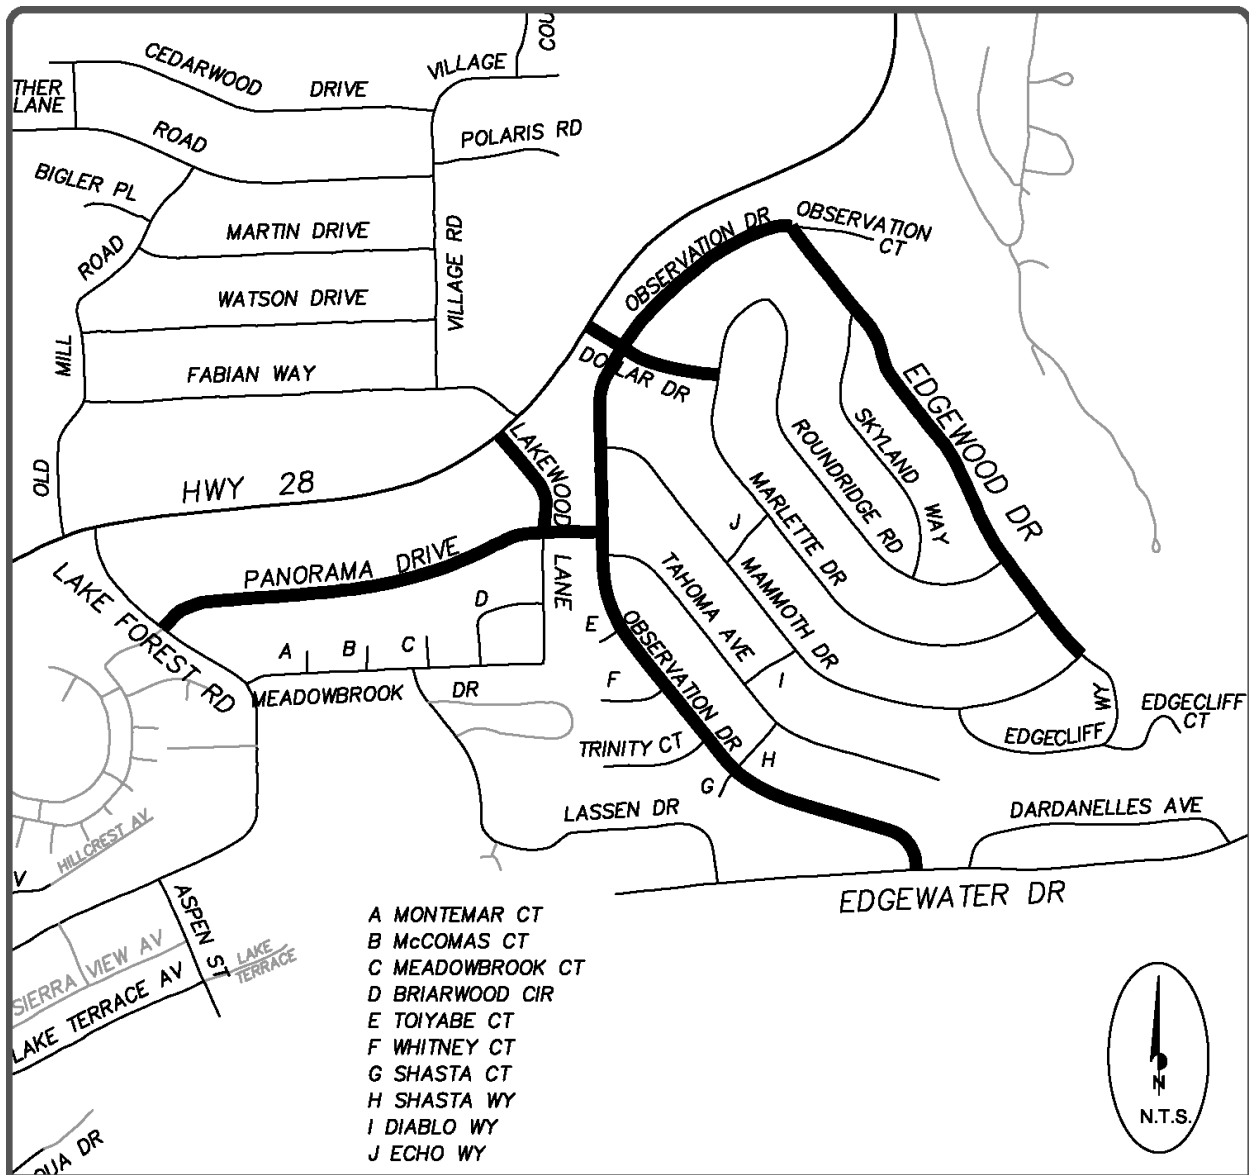 COU
CEDARWOOD DRIVE
VILLAGE
THER
LANE
ROAD
POLARIS RD
BIGLER PL
OBSERVATION
CT
OBSERVATION DR
MARTIN DRIVE
VILLAGE RD
ROAD
WATSON DRIVE
MILL
FABIAN WAY
DOLLAR DR
EDGEWOOD DR
SKYLAND WAY
ROUNDRIDGE RD
LAKEWOOD
LANE
OLD
HWY 28
MARLETTE DR
J
PANORAMA DRIVE
TAHOMA AVE
MAMMOTH DR
LAKE FOREST RD
D
E
OBSERVATION DR
A
B
C
I
F
MEADOWBROOK DR
WY
EDGECLIFF
EDGECLIFF
CT
TRINITY CT
H
G
LASSEN DR
DARDANELLES AVE
HILLCREST AV
V
EDGEWATER DR
ASPEN ST
SIERRA VIEW AV
LAKE
TERRACE
LAKE TERRACE AV
A MONTEMAR CT
B McCOMAS CT
C MEADOWBROOK CT
D BRIARWOOD CIR
E TOIYABE CT
F WHITNEY CT
G SHASTA CT
H SHASTA WY
I DIABLO WY
J ECHO WY
N
N.T.S.
QUA DR